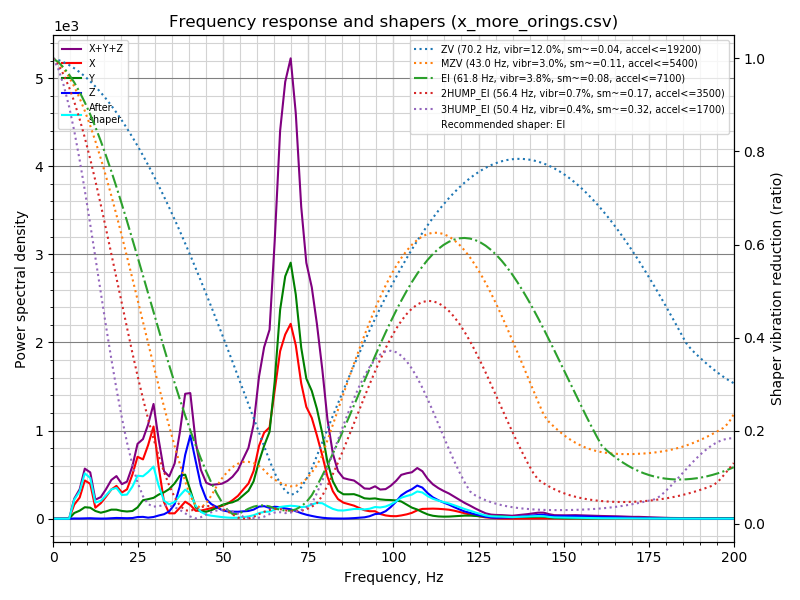 Frequency response and shapers (x_more_orings.csv)
1e3
X+Y+Z
X
Y
Z
After
shaper
ZV (70.2 Hz, vibr=12.0%, sm~=0.04, accel<=19200)
MZV (43.0 Hz, vibr=3.0%, sm~=0.11, accel<=5400)
EI (61.8 Hz, vibr=3.8%, sm~=0.08, accel<=7100)
2HUMP_EI (56.4 Hz, vibr=0.7%, sm~=0.17, accel<=3500)
3HUMP_EI (50.4 Hz, vibr=0.4%, sm~=0.32, accel<=1700)
Recommended shaper: EI
5
4
3
2
1
0
Power spectral density
1.0
0.8
0.6
0.4
0.2
0.0
Shaper vibration reduction (ratio)
0 25 50 75 100 125 150 175 200
Frequency, Hz